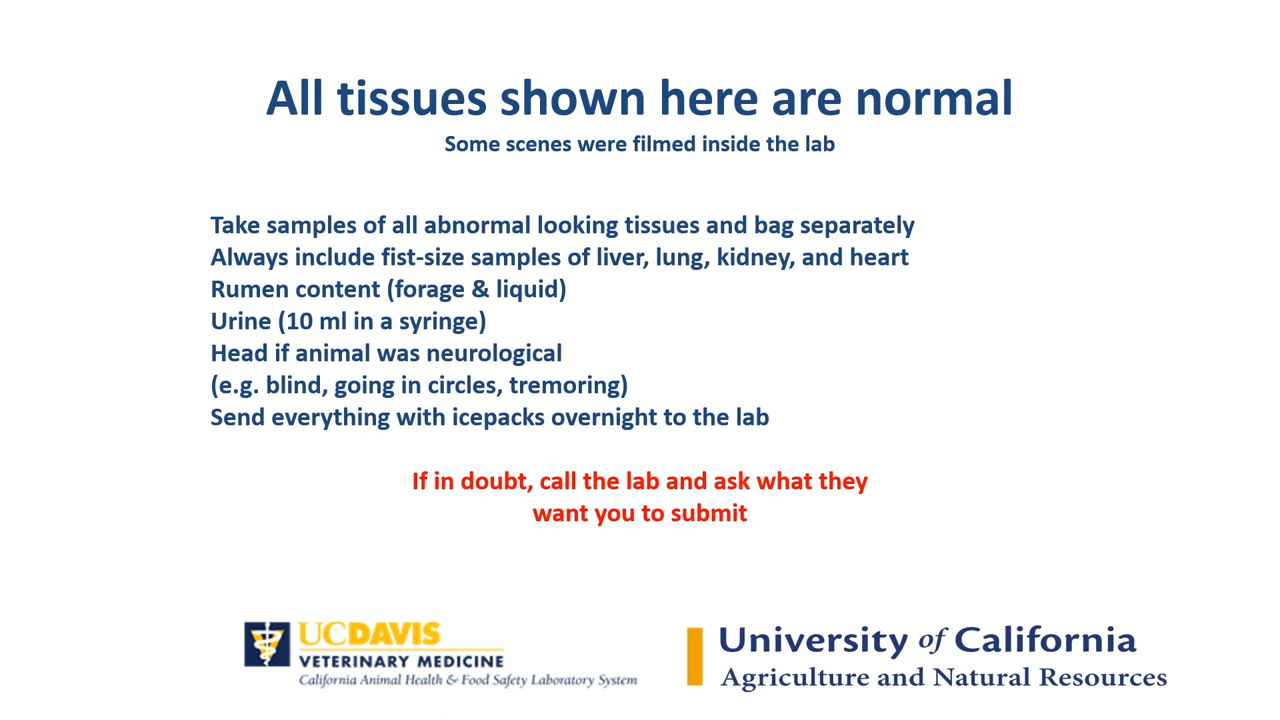 All tissues shown here are normal
Some scenes were filmed inside the lab
Take samples of all abnormal looking tissues and bag separately
Always include fist-size samples of liver, lung, kidney, and heart
Rumen content (forage & liquid)
Urine (10 ml in a syringe)
Head if animal was neurological
(e.g. blind, going in circles, tremoring)
Send everything with icepacks overnight to the lab
If in doubt, call the lab and ask what they
want you to submit
UCDAVIS
VETERINARY MEDICINE
California Animal Health & Food Safety Laboratory System
University of California
Agriculture and Natural Resources